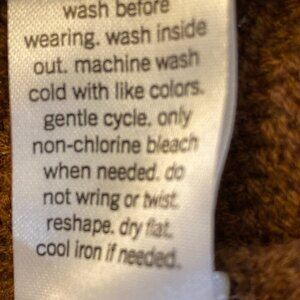 wash before
wearing. wash inside
out. machine wash
cold with like colors.
gentle cycle. only
non-chlorine bleach
when needed. do
not wring or twist.
reshape. dry flat.
cool iron if needed.